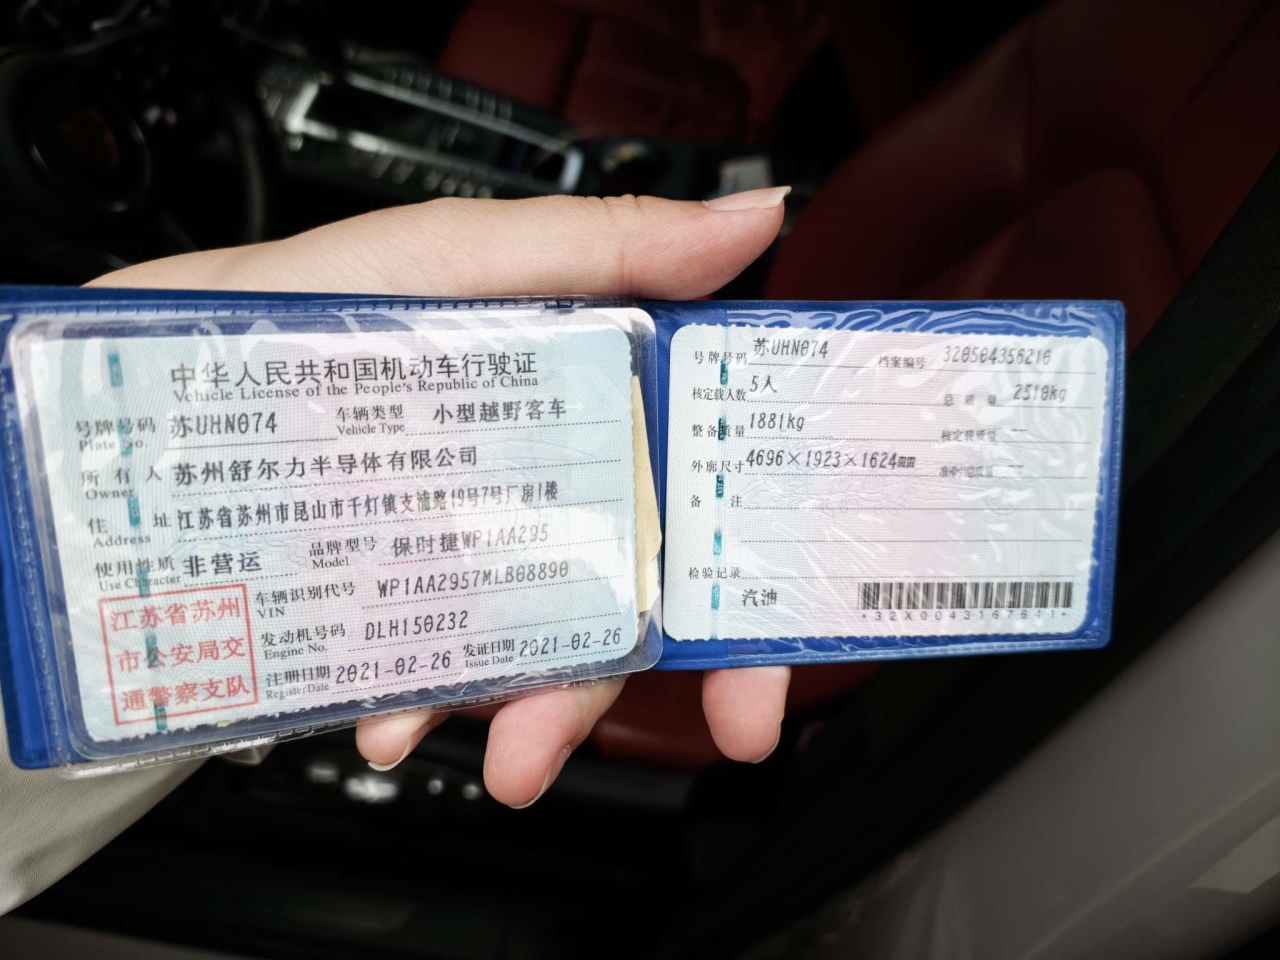 中华人民共和国机动车行驶证
Vehicle License of the People's Republic of China
号牌号码 苏UHN074 车辆类型 小型越野客车
Plate No. Vehicle Type
所有人 苏州舒尔力半导体有限公司
Owner
住址 江苏省苏州市昆山市千灯镇支浦路19号7号厂房1楼
Address
使用性质 非营运 品牌型号 保时捷WP1AA295
Use Character Model
车辆识别代号 WP1AA2957MLB08890
VIN
发动机号码 DLH150232
Engine No.
注册日期 2021-02-26 发证日期 2021-02-26
Register Date Issue Date
江苏省苏州
市公安局交
通警察支队
号牌号码 苏UHN074 档案编号 320504356210
核定载人数 5人 总质量 2510kg
整备质量 1881kg 核定载质量 --
外廓尺寸 4696×1923×1624mm 准牵引总质量 --
备注
检验记录
汽油
*32X0043167641*